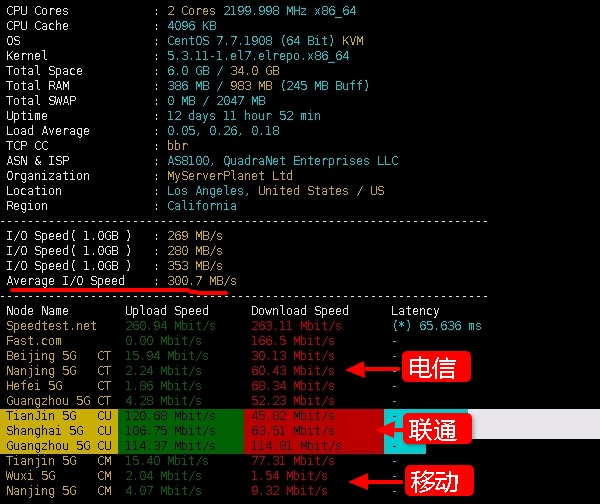 CPU Cores : 2 Cores 2199.998 MHz x86_64
CPU Cache : 4096 KB
OS : CentOS 7.7.1908 (64 Bit) KVM
Kernel : 5.3.11-1.el7.elrepo.x86_64
Total Space : 6.0 GB / 34.0 GB
Total RAM : 386 MB / 983 MB (245 MB Buff)
Total SWAP : 0 MB / 2047 MB
Uptime : 12 days 11 hour 52 min
Load Average : 0.05, 0.26, 0.18
TCP CC : bbr
ASN & ISP : AS8100, QuadraNet Enterprises LLC
Organization : MyServerPlanet Ltd
Location : Los Angeles, United States / US
Region : California
----------------------------------------------------------------------
I/O Speed( 1.0GB ) : 269 MB/s
I/O Speed( 1.0GB ) : 280 MB/s
I/O Speed( 1.0GB ) : 353 MB/s
Average I/O Speed : 300.7 MB/s
----------------------------------------------------------------------
Node Name Upload Speed Download Speed Latency
Speedtest.net 260.94 Mbit/s 263.11 Mbit/s (*) 65.636 ms
Fast.com 0.00 Mbit/s 166.5 Mbit/s -
Beijing 5G CT 15.94 Mbit/s 30.13 Mbit/s -
Nanjing 5G CT 2.24 Mbit/s 60.43 Mbit/s - 电信
Hefei 5G CT 1.86 Mbit/s 68.34 Mbit/s -
Guangzhou 5G CT 4.28 Mbit/s 52.23 Mbit/s -
TianJin 5G CU 120.68 Mbit/s 45.82 Mbit/s -
Shanghai 5G CU 106.75 Mbit/s 63.51 Mbit/s - 联通
Guangzhou 5G CU 114.37 Mbit/s 114.81 Mbit/s -
Tianjin 5G CM 15.40 Mbit/s 77.31 Mbit/s -
Wuxi 5G CM 2.04 Mbit/s 1.54 Mbit/s - 移动
Nanjing 5G CM 4.07 Mbit/s 9.32 Mbit/s -